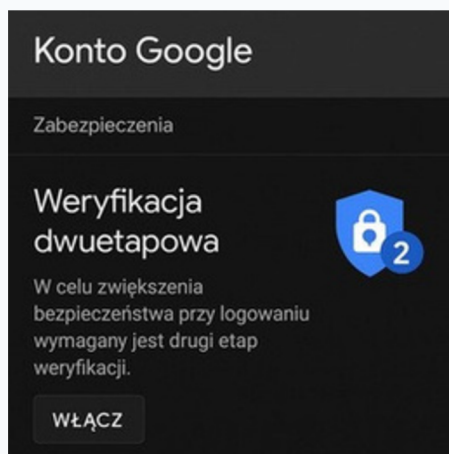 Konto Google
Zabezpieczenia
Weryfikacja
dwuetapowa
2
W celu zwiększenia
bezpieczeństwa przy logowaniu
wymagany jest drugi etap
weryfikacji.
WŁĄCZ